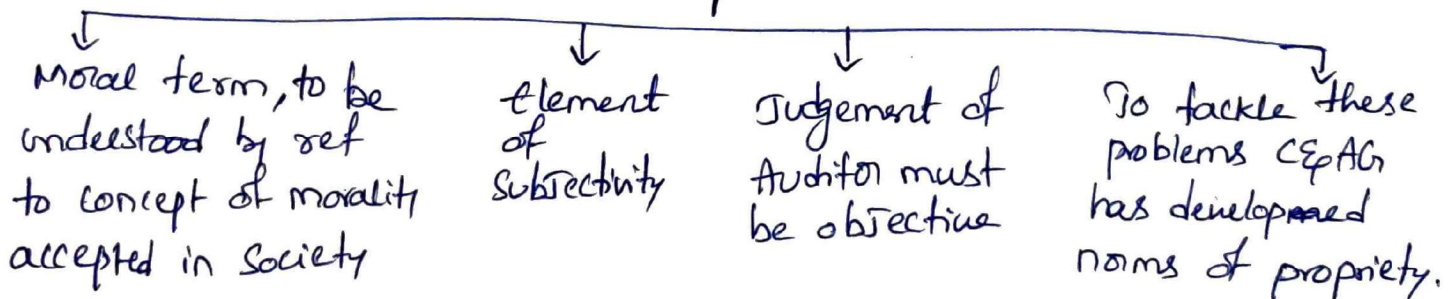 Moral term, to be
understood by ref
to concept of morality
accepted in Society
Element
of
Subjectivity
Judgement of
Auditor must
be objective
To tackle these
problems C&AG
has developed
norms of propriety.